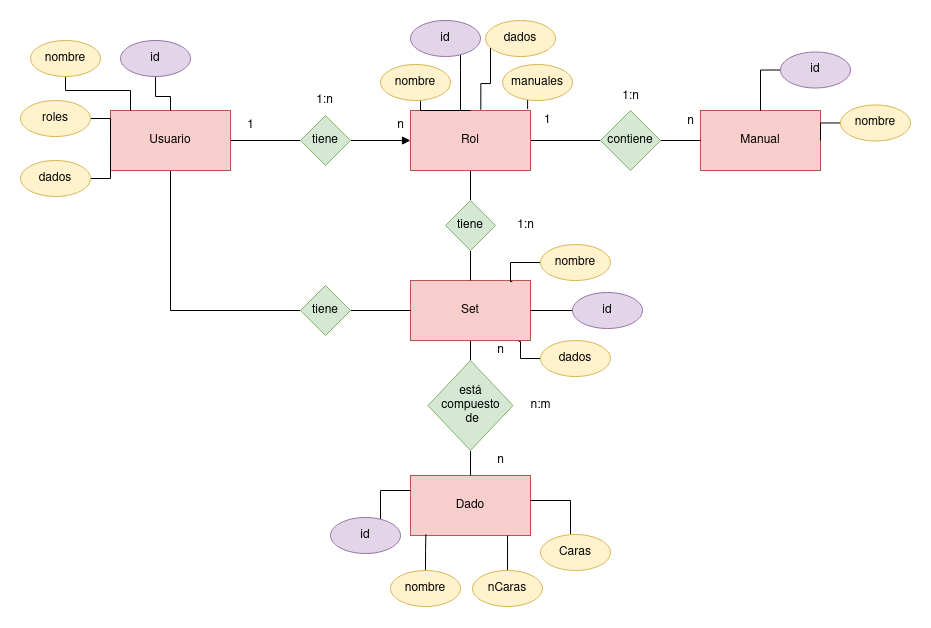 id
dados
nombre
id
nombre
manuales
id
roles
1:n
1:n
nombre
1
n
1
n
Usuario
tiene
Rol
contiene
Manual
dados
tiene
1:n
nombre
tiene
Set
id
n
dados
está
compuesto
de
n:m
n
Dado
id
Caras
nombre
nCaras